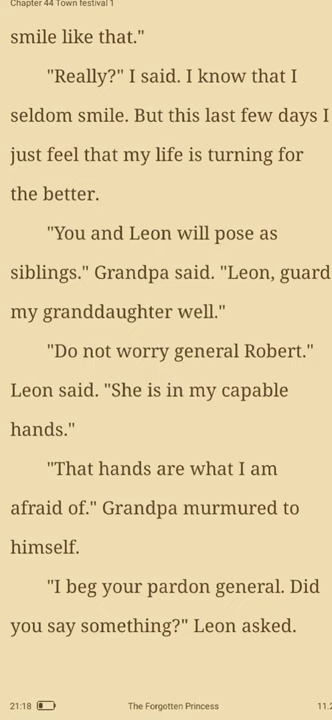 Chapter 44 Town festival 1
smile like that."
"Really?" I said. I know that I
seldom smile. But this last few days I
just feel that my life is turning for
the better.
"You and Leon will pose as
siblings." Grandpa said. "Leon, guard
my granddaughter well."
"Do not worry general Robert."
Leon said. "She is in my capable
hands."
"That hands are what I am
afraid of." Grandpa murmured to
himself.
"I beg your pardon general. Did
you say something?" Leon asked.
21:18 The Forgotten Princess 11.2